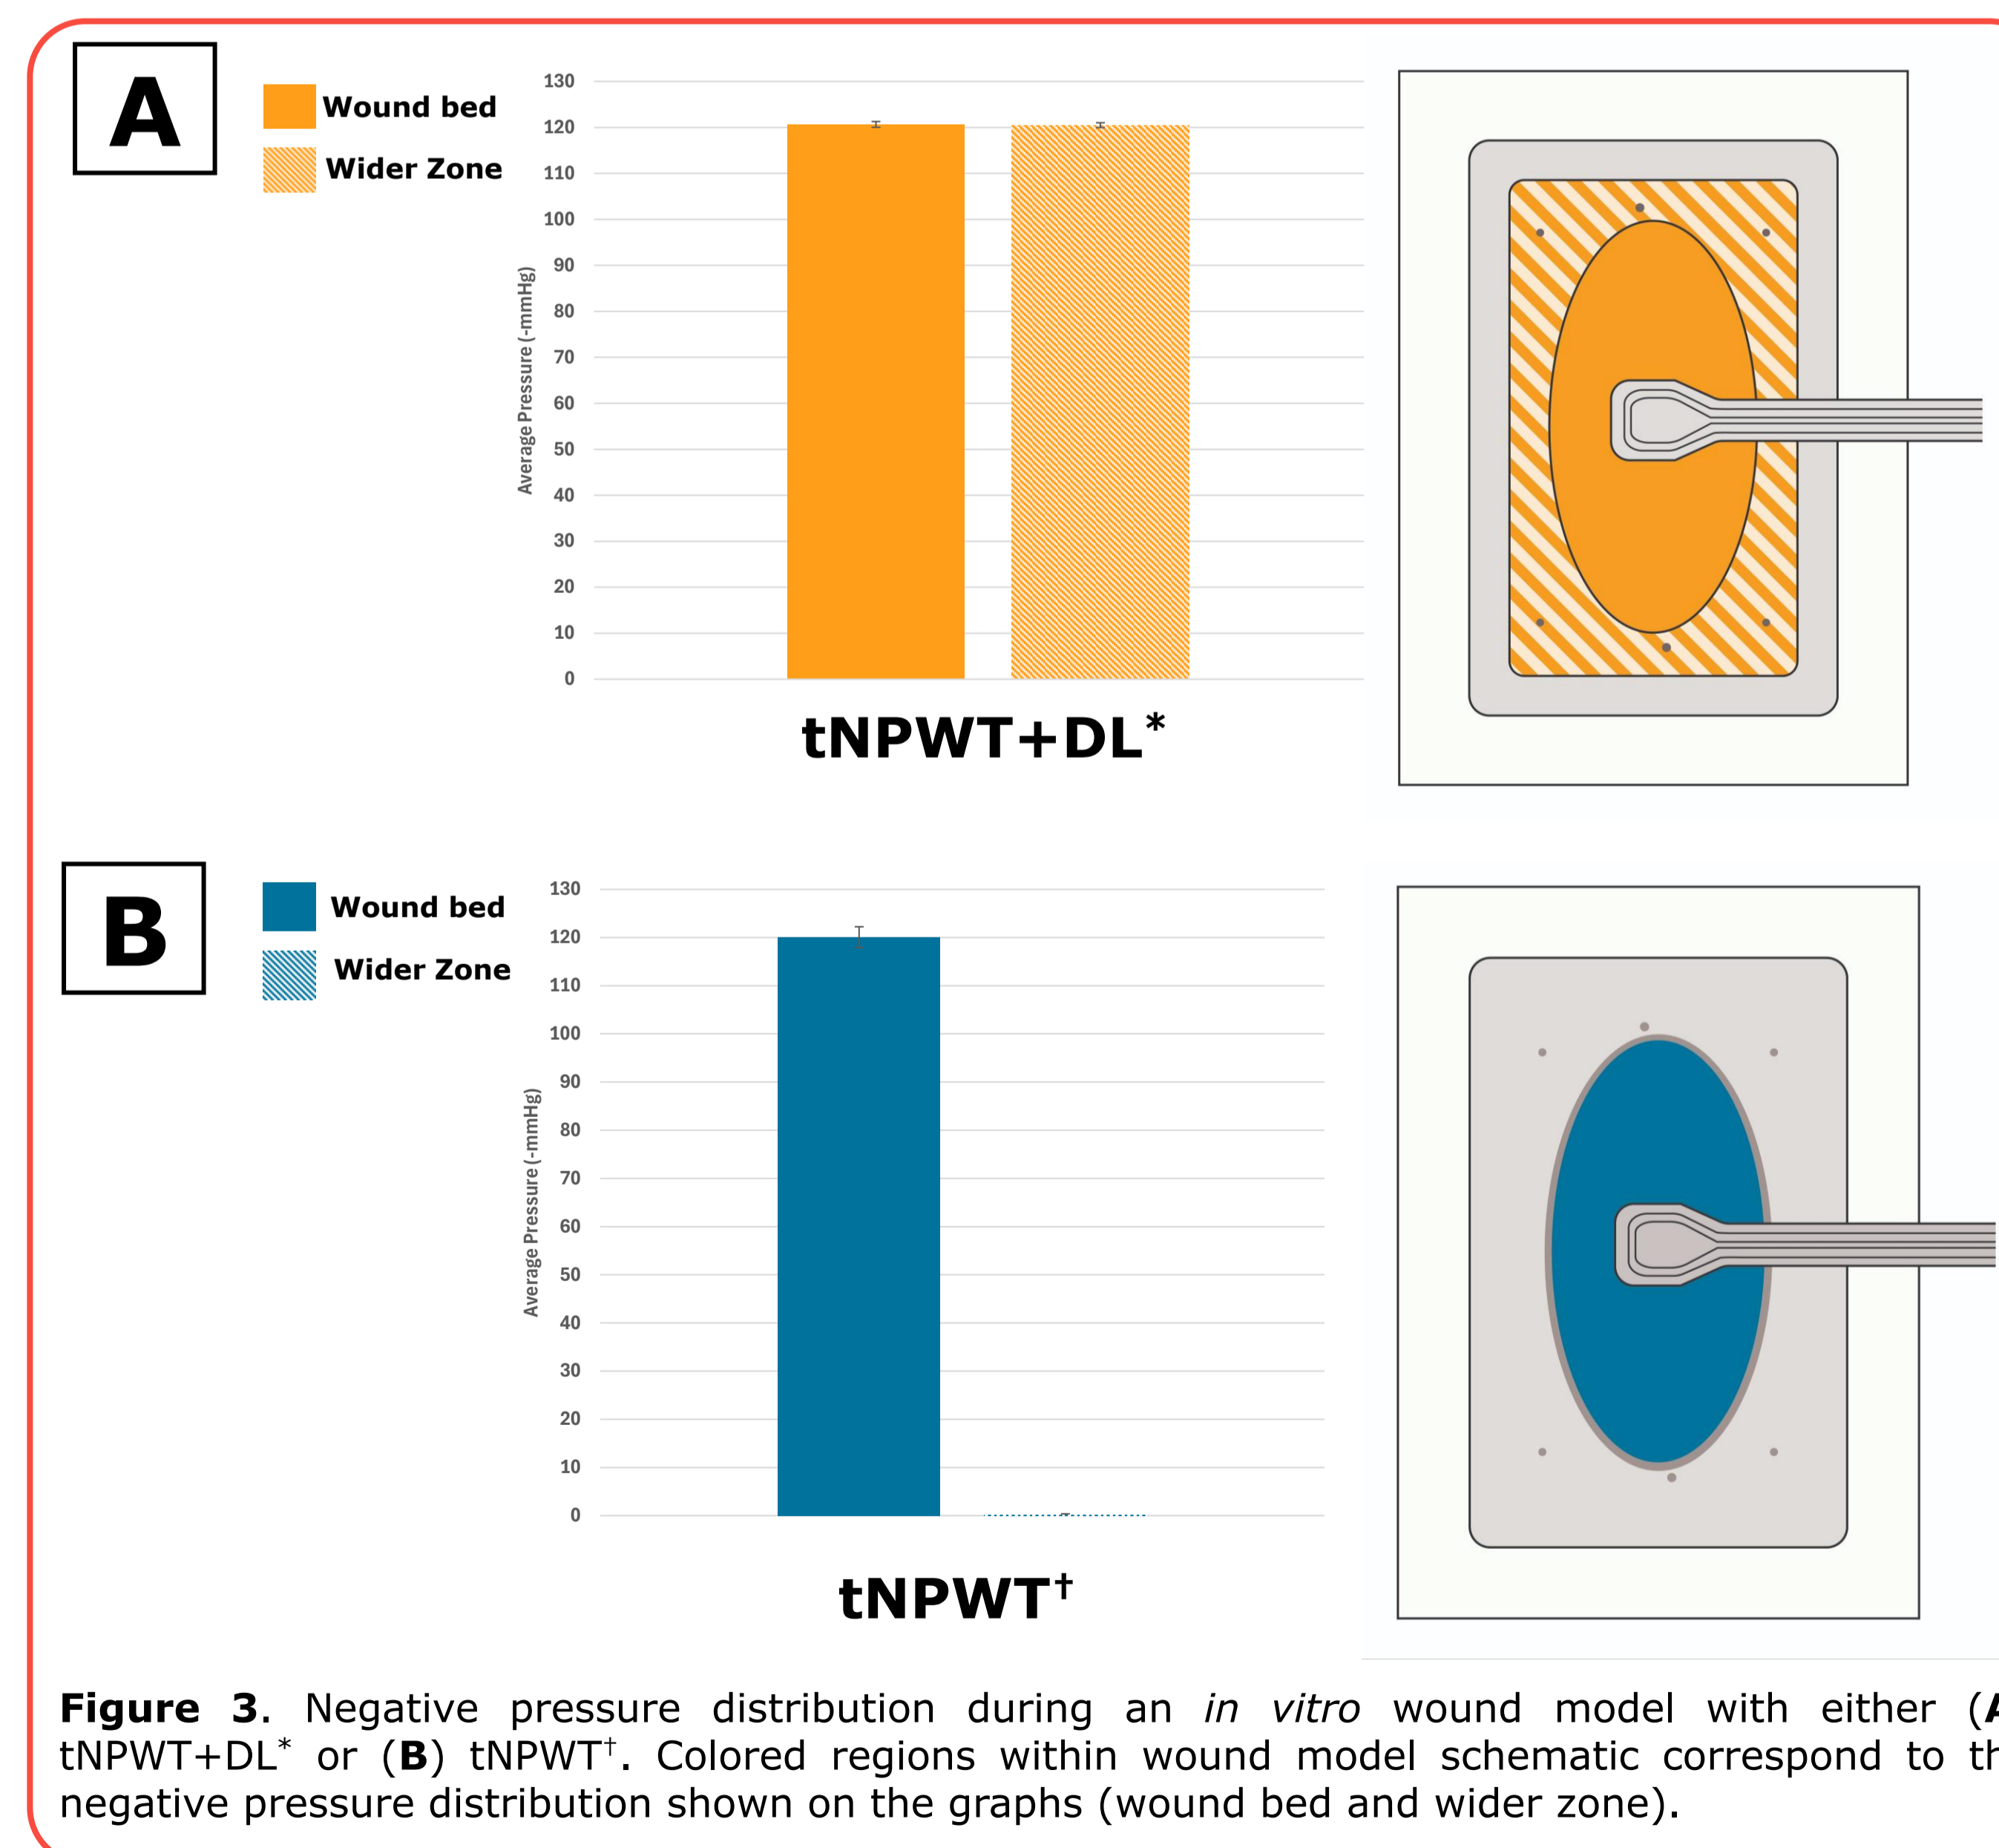 A
Wound bed
Wider Zone
130
120
110
100
90
80
70
60
50
40
30
20
10
0
Average Pressure (-mmHg)
tNPWT+DL*
B
Wound bed
Wider Zone
130
120
110
100
90
80
70
60
50
40
30
20
10
0
Average Pressure (-mmHg)
tNPWT†
Figure 3. Negative pressure distribution during an in vitro wound model with either (A
tNPWT+DL* or (B) tNPWT†. Colored regions within wound model schematic correspond to th
negative pressure distribution shown on the graphs (wound bed and wider zone).